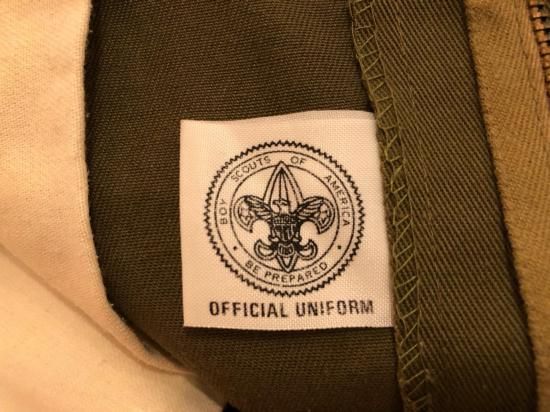 BOY SCOUTS OF AMERICA
• BE PREPARED •
OFFICIAL UNIFORM